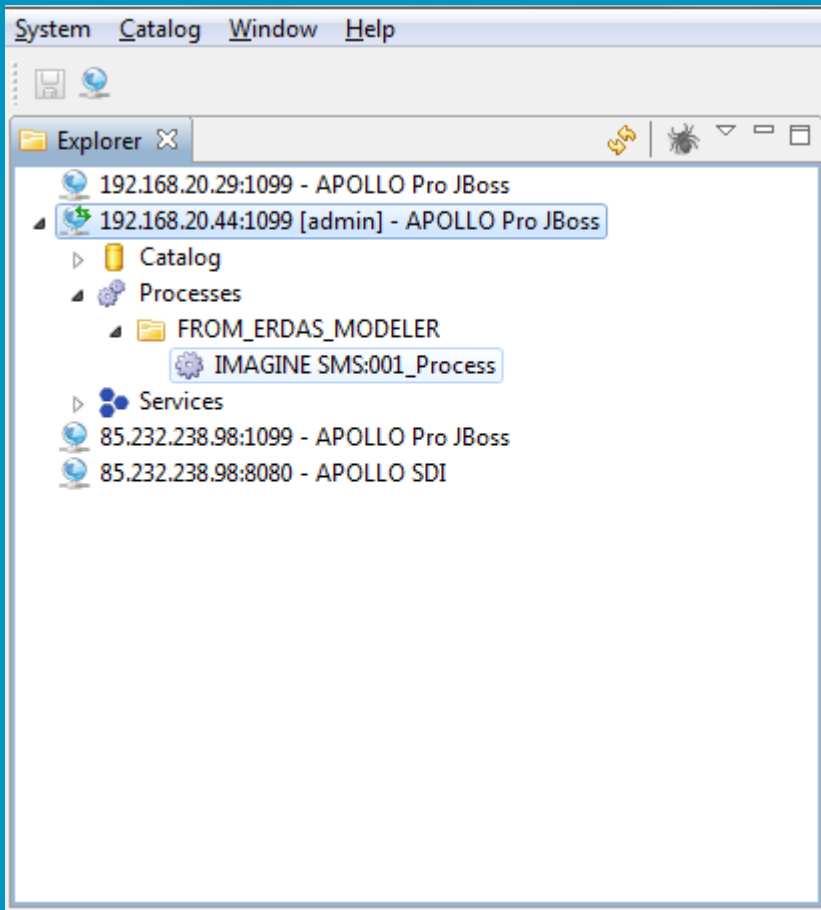 System Catalog Window Help
Explorer
192.168.20.29:1099 - APOLLO Pro JBoss
192.168.20.44:1099 [admin] - APOLLO Pro JBoss
Catalog
Processes
FROM_ERDAS_MODELER
IMAGINE SMS:001_Process
Services
85.232.238.98:1099 - APOLLO Pro JBoss
85.232.238.98:8080 - APOLLO SDI